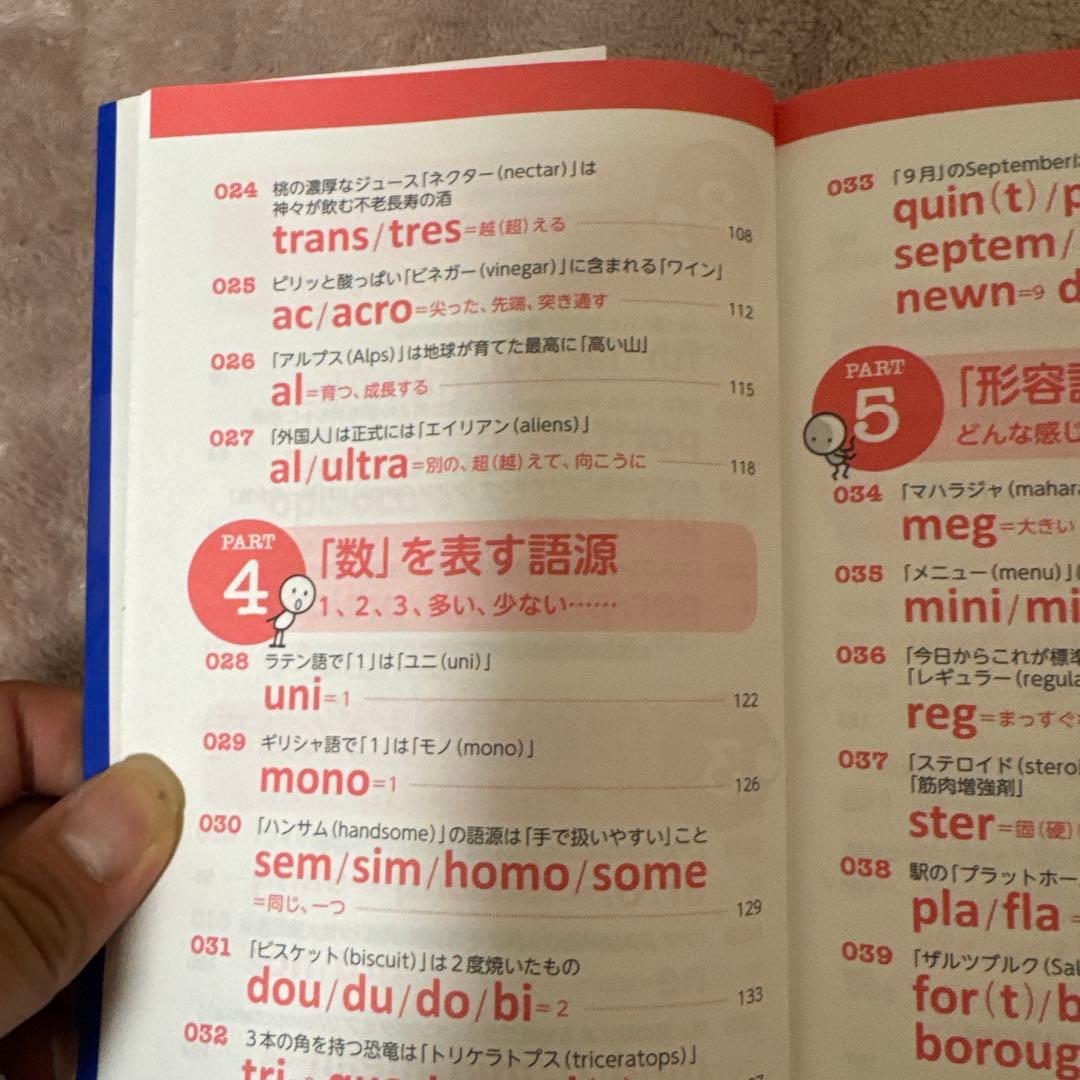 024 桃の濃厚なジュース「ネクター(nectar)」は
神々が飲む不老長寿の酒
trans/tres=越(超)える 108
025 ピリッと酸っぱい「ビネガー(vinegar)」に含まれる「ワイン」
ac/acro=尖った、先端、突き通す 112
026 「アルプス(Alps)」は地球が育てた最高に「高い山」
al=育つ、成長する 115
027 「外国人」は正式には「エイリアン(aliens)」
al/ultra=別の、超(越)えて、向こうに 118
PART 4
「数」を表す語源
1、2、3、多い、少ない……
028 ラテン語で「1」は「ユニ(uni)」
uni=1 122
029 ギリシャ語で「1」は「モノ(mono)」
mono=1 126
030 「ハンサム(handsome)」の語源は「手で扱いやすい」こと
sem/sim/homo/some
=同じ、一つ 129
031 「ビスケット(biscuit)」は2度焼いたもの
dou/du/do/bi=2 133
032 3本の角を持つ恐竜は「トリケラトプス(triceratops)」
033 「9月」のSeptemberは
quin(t)/
septem/
newn=9
PART 5
「形容
どんな感じ
034 「マハラジャ(mahara
meg=大きい
035 「メニュー(menu)」
mini/mi
036 「今日からこれが標準
「レギュラー(regula
reg=まっすぐ
037 「ステロイド(steroi
「筋肉増強剤」
ster=固(硬)
038 駅の「プラットホー
pla/fla=
039 「ザルツブルク(Sal
for(t)/b
boroug